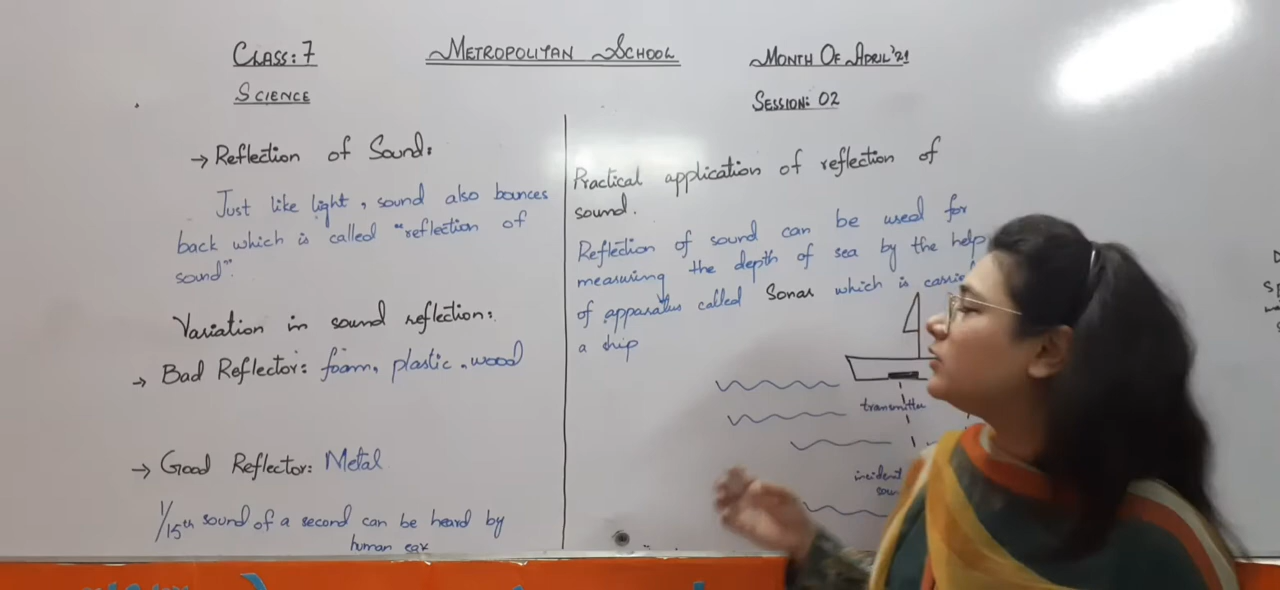 CLASS: 7
METROPOLITAN SCHOOL
MONTH OF APRIL'21
SCIENCE
SESSION: 02
→ Reflection of Sound:
Just like light, sound also bounces
back which is called "reflection of
sound".
Variation in sound reflection:
→ Bad Reflector: foam, plastic, wood
→ Good Reflector: Metal
1/15th sound of a second can be heard by
human ear
Practical application of reflection of
sound.
Reflection of sound can be used for
measuring the depth of sea by the help
of apparatus called Sonar which is
a ship
transmitter
incident